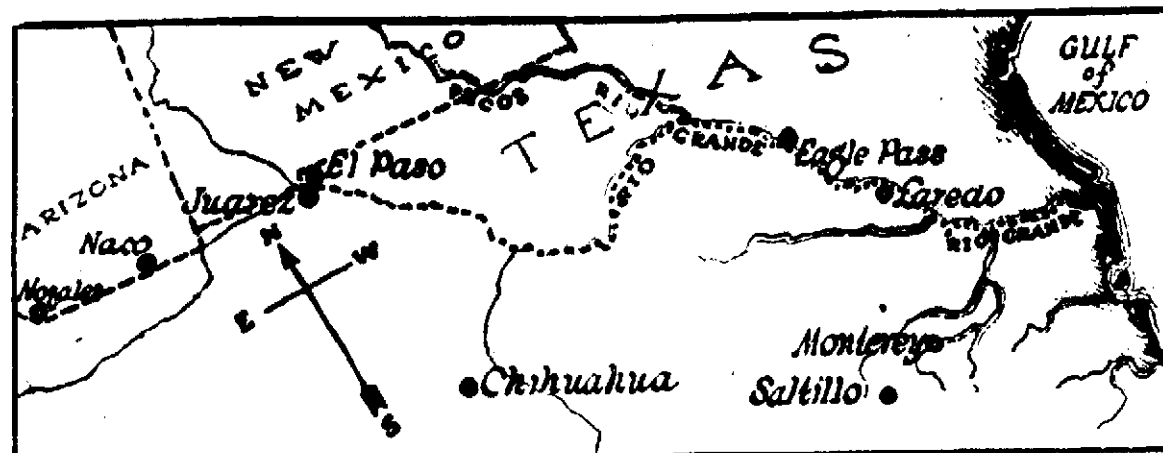 NEW
MEXICO
ARIZONA
TEXAS
GULF
of
MEXICO
PECOS
RIO
GRANDE
RIO
El Paso
Juarez
Eagle Pass
Laredo
RIO GRANDE
Naco
Nogales
N
W
E
S
Chihuahua
Monterey
Saltillo